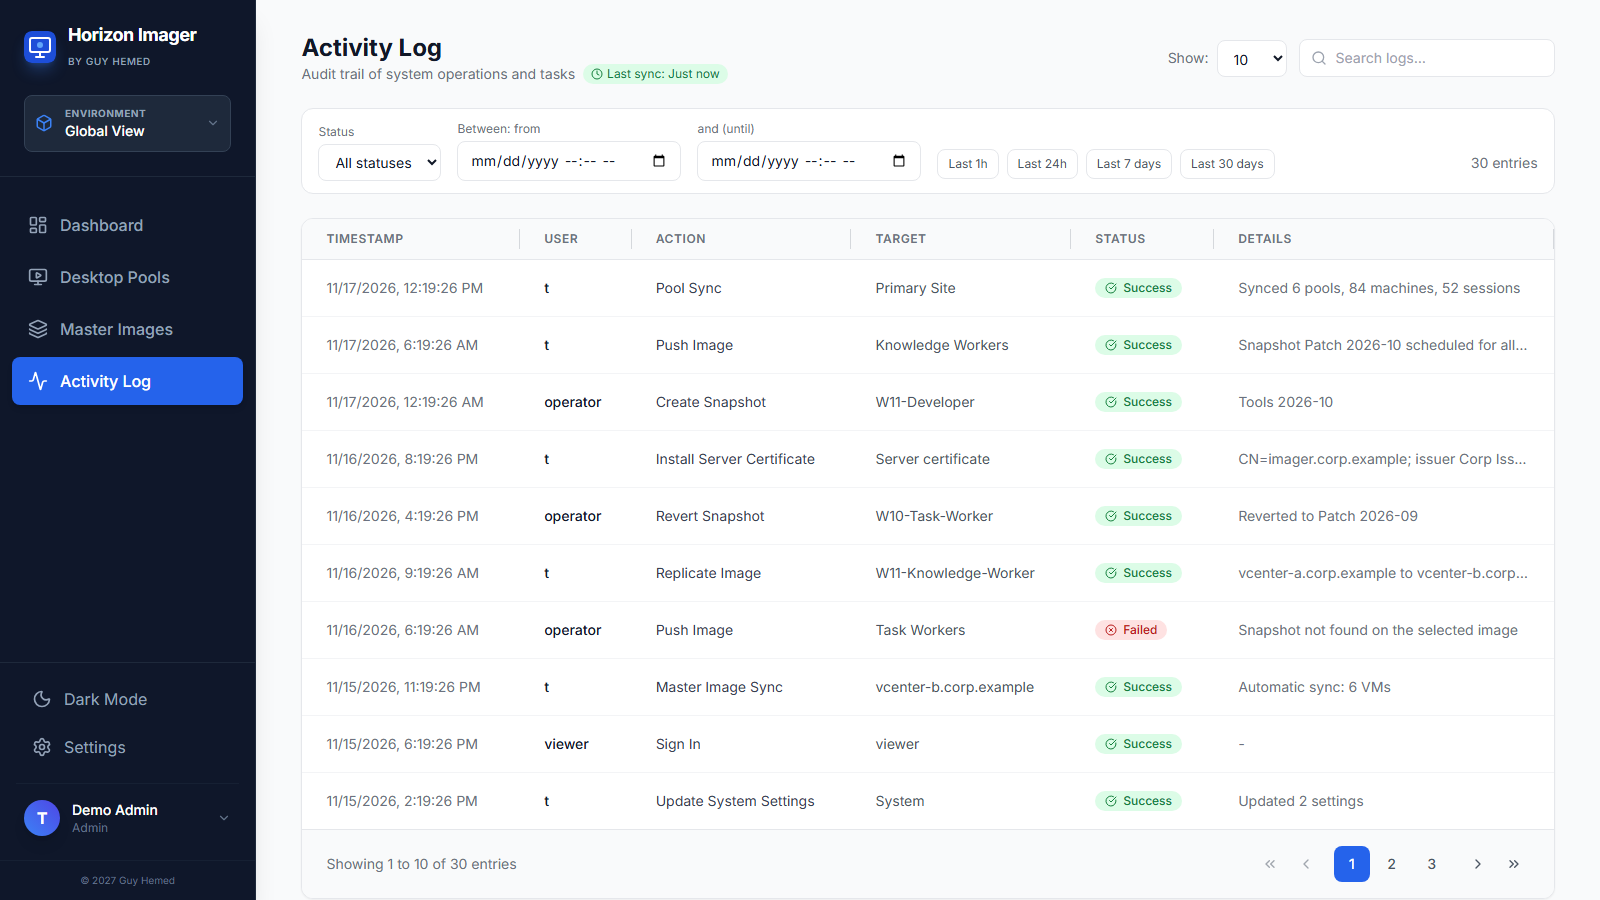 Horizon Imager
BY GUY HEMED
ENVIRONMENT
Global View
Dashboard
Desktop Pools
Master Images
Activity Log
Dark Mode
Settings
T
Demo Admin
Admin
© 2027 Guy Hemed
Activity Log
Audit trail of system operations and tasks
Last sync: Just now
Show: 10
Search logs...
Status
All statuses
Between: from
mm/dd/yyyy --:-- --
and (until)
mm/dd/yyyy --:-- --
Last 1h
Last 24h
Last 7 days
Last 30 days
30 entries
TIMESTAMP USER ACTION TARGET STATUS DETAILS
11/17/2026, 12:19:26 PM t Pool Sync Primary Site Success Synced 6 pools, 84 machines, 52 sessions
11/17/2026, 6:19:26 AM t Push Image Knowledge Workers Success Snapshot Patch 2026-10 scheduled for all...
11/17/2026, 12:19:26 AM operator Create Snapshot W11-Developer Success Tools 2026-10
11/16/2026, 8:19:26 PM t Install Server Certificate Server certificate Success CN=imager.corp.example; issuer Corp Iss...
11/16/2026, 4:19:26 PM operator Revert Snapshot W10-Task-Worker Success Reverted to Patch 2026-09
11/16/2026, 9:19:26 AM t Replicate Image W11-Knowledge-Worker Success vcenter-a.corp.example to vcenter-b.corp...
11/16/2026, 6:19:26 AM operator Push Image Task Workers Failed Snapshot not found on the selected image
11/15/2026, 11:19:26 PM t Master Image Sync vcenter-b.corp.example Success Automatic sync: 6 VMs
11/15/2026, 6:19:26 PM viewer Sign In viewer Success -
11/15/2026, 2:19:26 PM t Update System Settings System Success Updated 2 settings
Showing 1 to 10 of 30 entries
« ‹ 1 2 3 › »